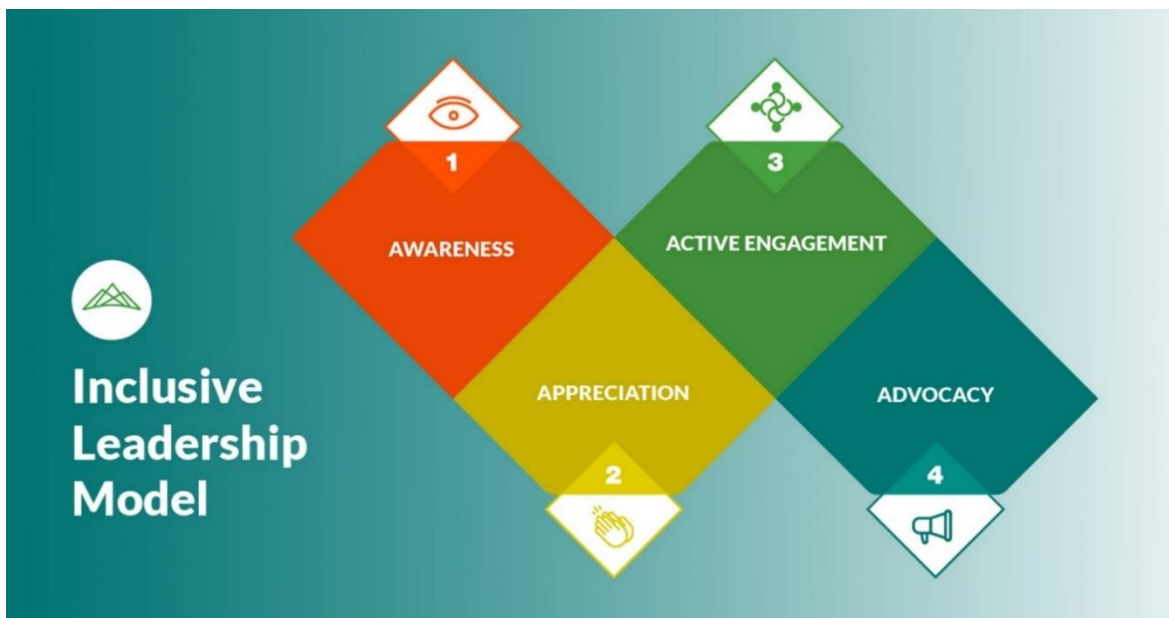 Inclusive
Leadership
Model
1
AWARENESS
2
APPRECIATION
3
ACTIVE ENGAGEMENT
4
ADVOCACY